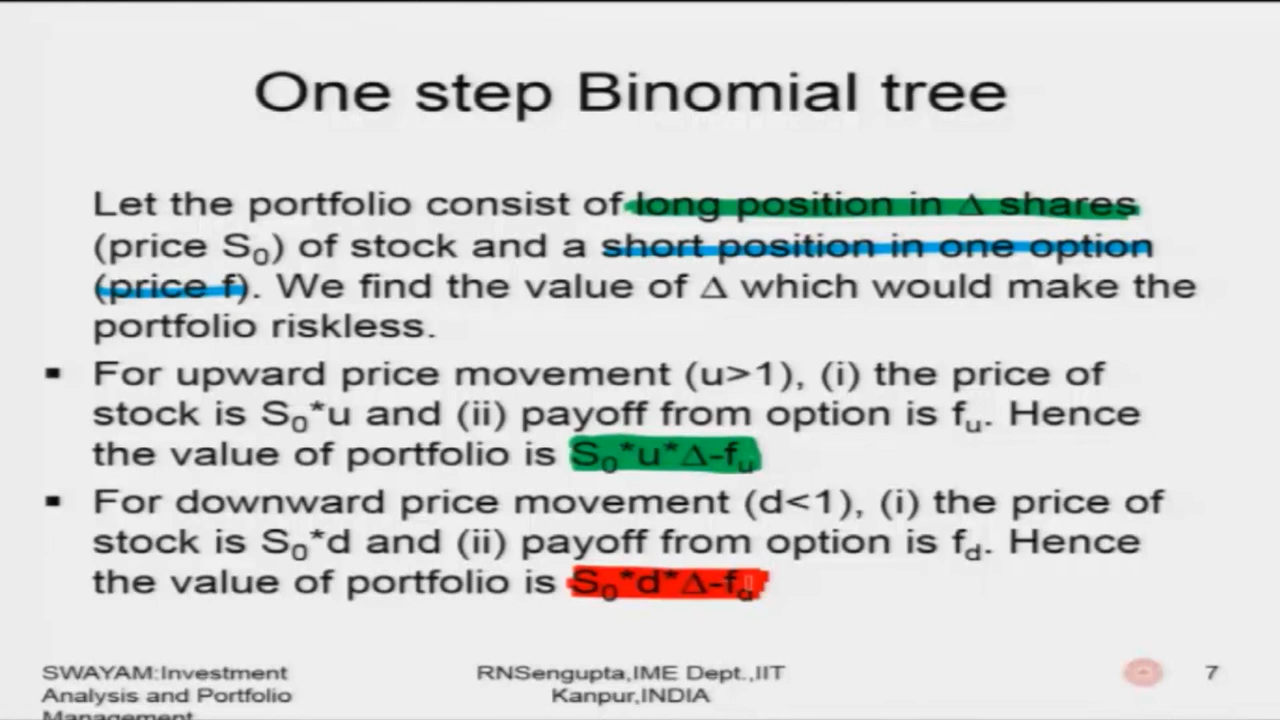 One step Binomial tree
Let the portfolio consist of long position in Δ shares
(price S₀) of stock and a short position in one option
(price f). We find the value of Δ which would make the
portfolio riskless.
▪ For upward price movement (u>1), (i) the price of
stock is S₀*u and (ii) payoff from option is fᵤ. Hence
the value of portfolio is S₀*u*Δ-fᵤ
▪ For downward price movement (d<1), (i) the price of
stock is S₀*d and (ii) payoff from option is f_d. Hence
the value of portfolio is S₀*d*Δ-f_d
SWAYAM:Investment
Analysis and Portfolio
Management
RNSengupta,IME Dept.,IIT
Kanpur,INDIA
7